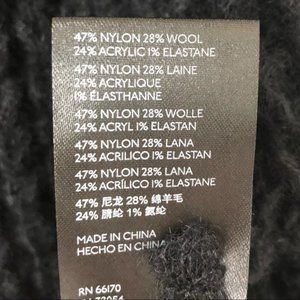 47% NYLON 28% WOOL
24% ACRYLIC 1% ELASTANE
47% NYLON 28% LAINE
24% ACRYLIQUE
1% ÉLASTHANNE
47% NYLON 28% WOLLE
24% ACRYL 1% ELASTAN
47% NYLON 28% LANA
24% ACRILICO 1% ELASTAN
47% NYLON 28% LANA
24% ACRÍLICO 1% ELASTANE
47% 尼龙 28% 绵羊毛
24% 腈纶 1% 氨纶
MADE IN CHINA
HECHO EN CHINA
RN 66170